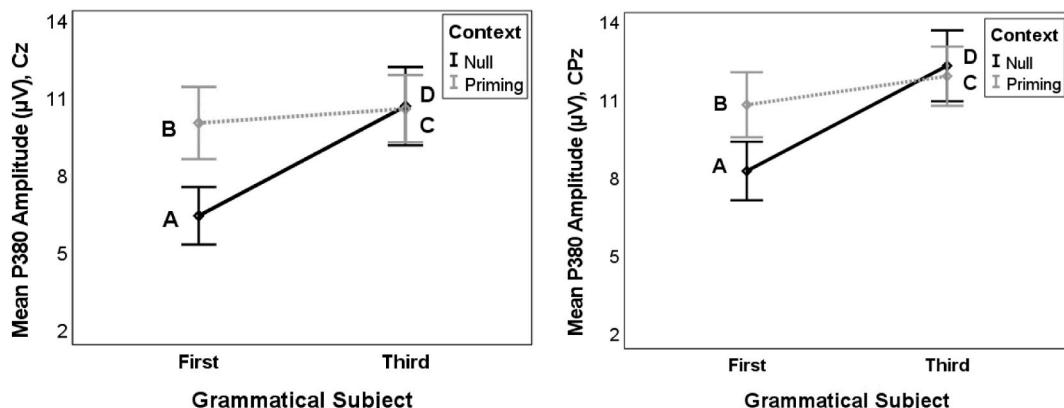 Mean P380 Amplitude (µV), Cz
14
11
8
5
2
Context
Null
Priming
A
B
D
C
First
Third
Grammatical Subject
Mean P380 Amplitude (µV), CPz
14
11
8
5
2
Context
Null
Priming
A
B
D
C
First
Third
Grammatical Subject